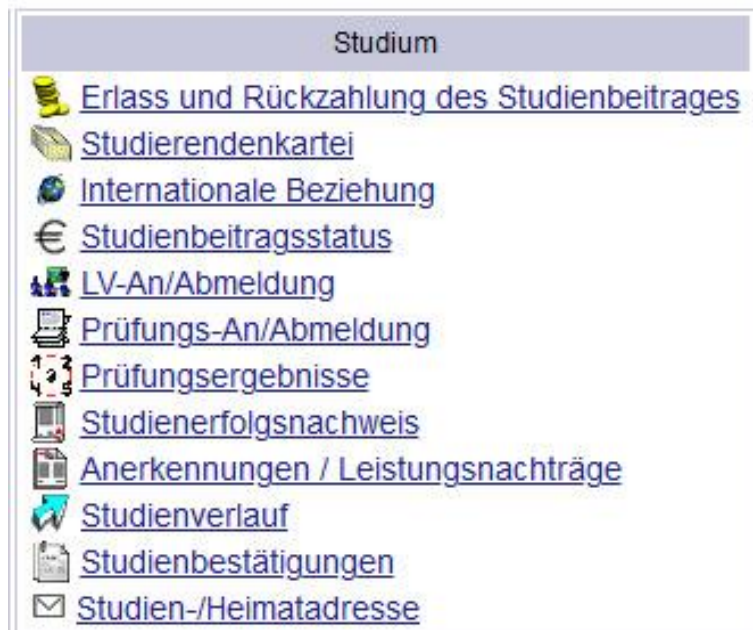 Studium
Erlass und Rückzahlung des Studienbeitrages
Studierendenkartei
Internationale Beziehung
€ Studienbeitragsstatus
LV-An/Abmeldung
Prüfungs-An/Abmeldung
Prüfungsergebnisse
Studienerfolgsnachweis
Anerkennungen / Leistungsnachträge
Studienverlauf
Studienbestätigungen
Studien-/Heimatadresse